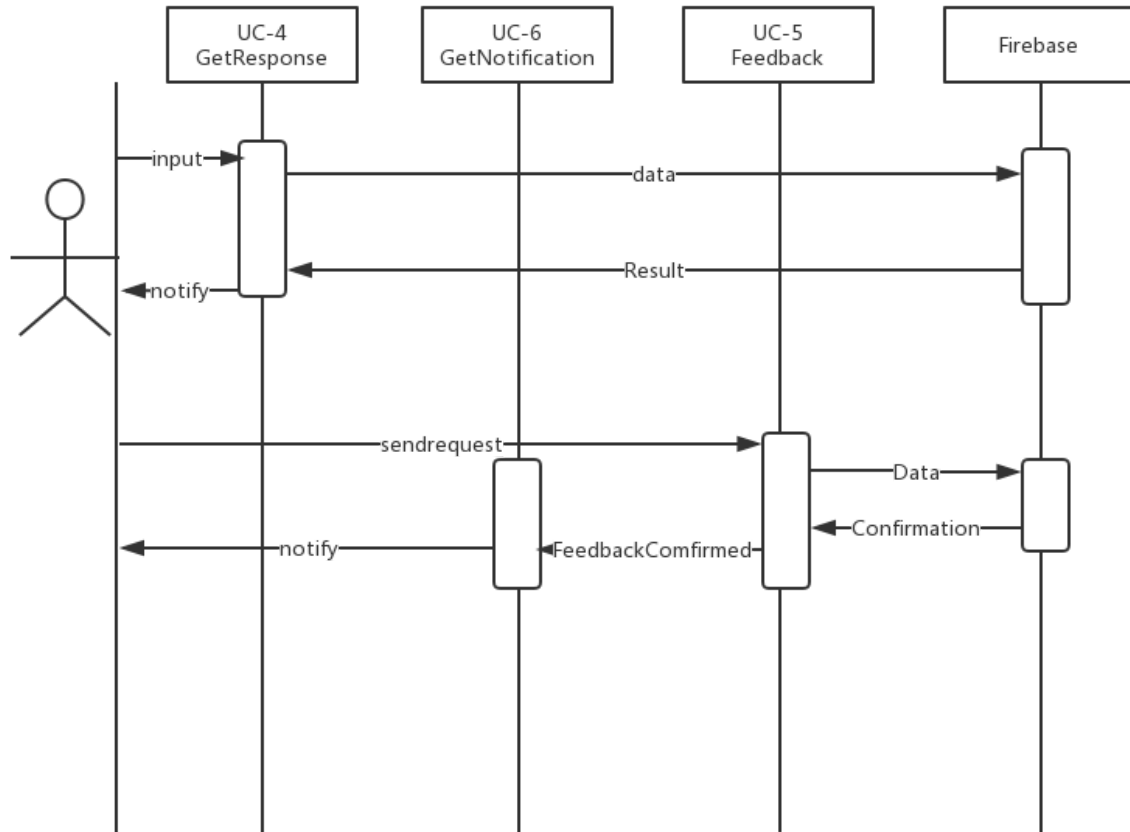 UC-4
GetResponse
UC-6
GetNotification
UC-5
Feedback
Firebase
input
data
Result
notify
sendrequest
Data
Confirmation
notify
FeedbackComfirmed